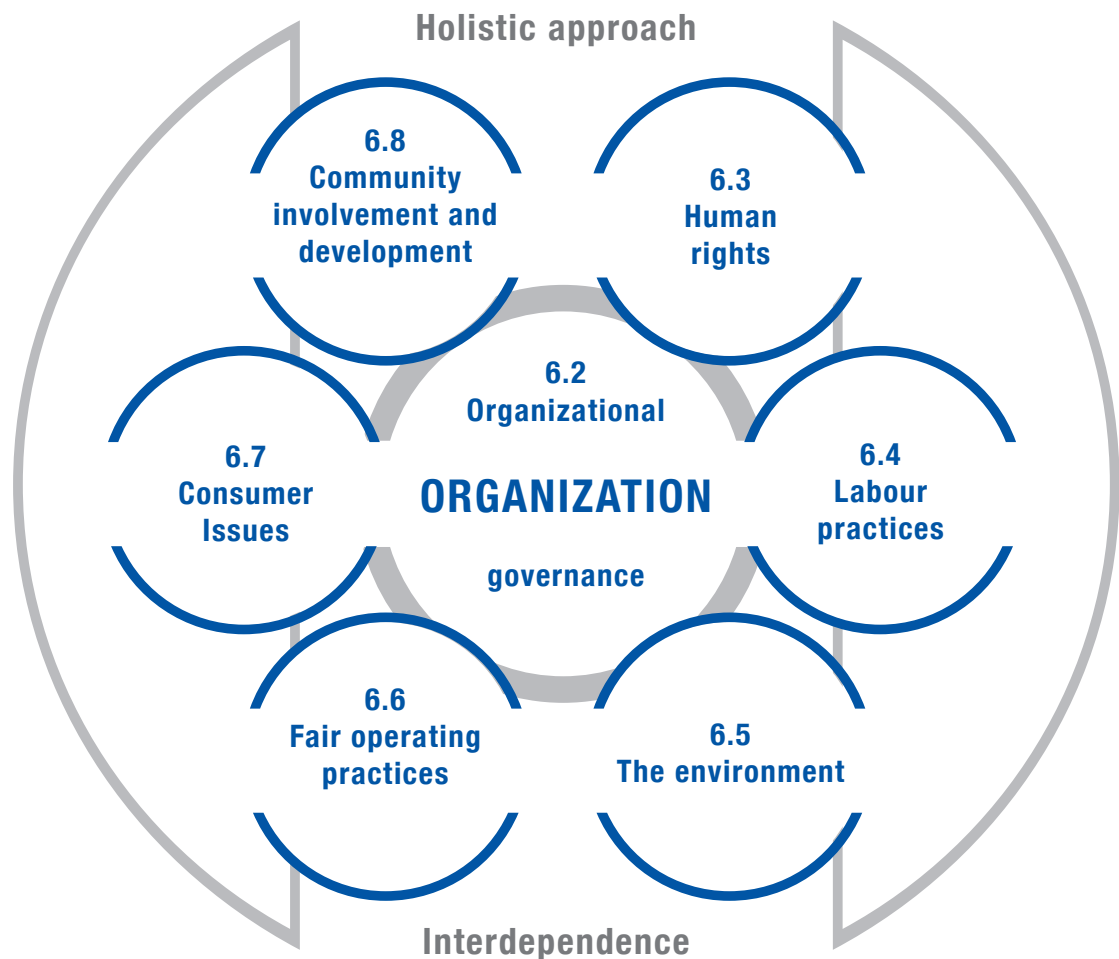 Holistic approach
6.8
Community
involvement and
development
6.3
Human
rights
6.2
Organizational
ORGANIZATION
governance
6.7
Consumer
Issues
6.4
Labour
practices
6.6
Fair operating
practices
6.5
The environment
Interdependence